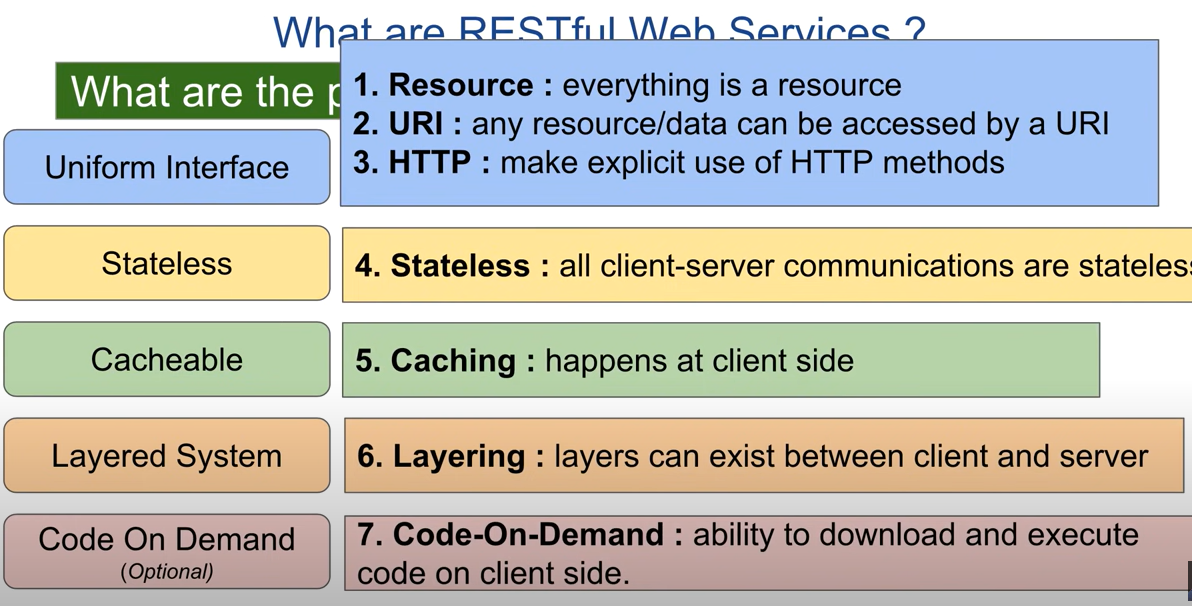 What are RESTful Web Services ?
What are the
1. Resource : everything is a resource
2. URI : any resource/data can be accessed by a URI
3. HTTP : make explicit use of HTTP methods
Uniform Interface
Stateless
4. Stateless : all client-server communications are stateless
Cacheable
5. Caching : happens at client side
Layered System
6. Layering : layers can exist between client and server
Code On Demand
(Optional)
7. Code-On-Demand : ability to download and execute
code on client side.